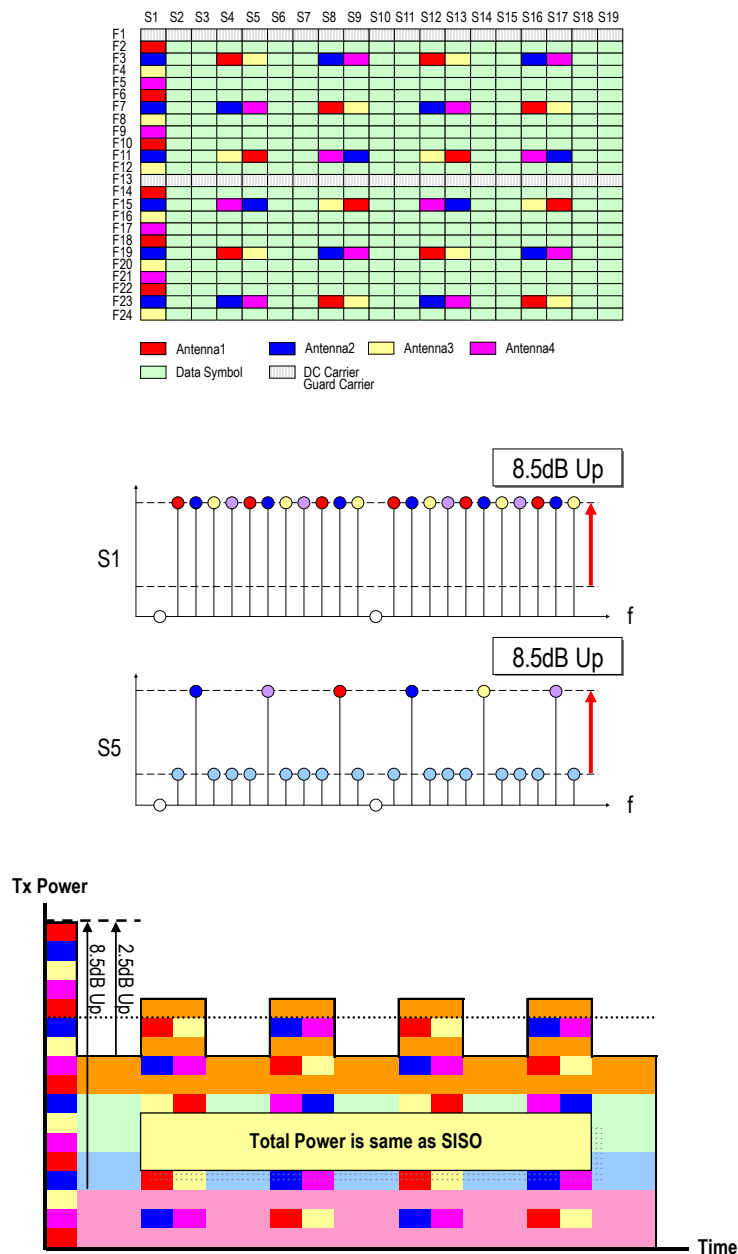 S1 S2 S3 S4 S5 S6 S7 S8 S9 S10 S11 S12 S13 S14 S15 S16 S17 S18 S19
F1
F2
F3
F4
F5
F6
F7
F8
F9
F10
F11
F12
F13
F14
F15
F16
F17
F18
F19
F20
F21
F22
F23
F24
Antenna1 Antenna2 Antenna3 Antenna4
Data Symbol DC Carrier
Guard Carrier
8.5dB Up
S1
f
8.5dB Up
S5
f
Tx Power
8.5dB Up
2.5dB Up
Total Power is same as SISO
Time